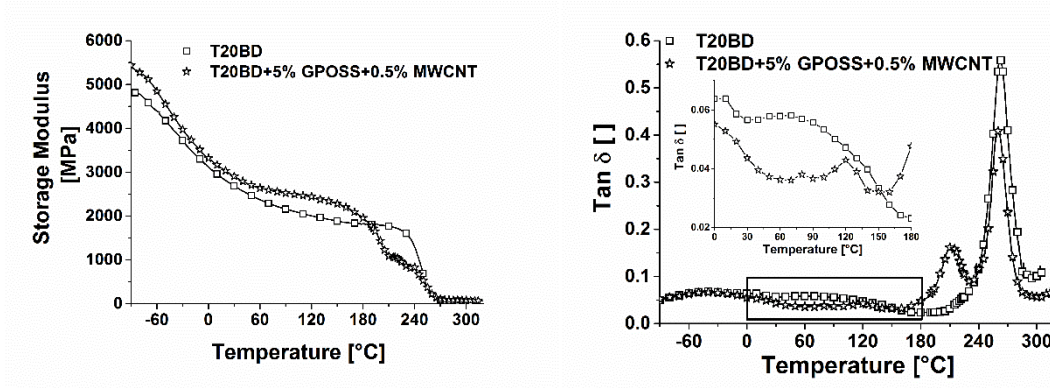 6000
5000
4000
3000
2000
1000
0
Storage Modulus
[MPa]
T20BD
T20BD+5% GPOSS+0.5% MWCNT
-60 0 60 120 180 240 300
Temperature [°C]
0.6
0.5
0.4
0.3
0.2
0.1
0.0
Tan δ [ ]
T20BD
T20BD+5% GPOSS+0.5% MWCNT
0.06
0.04
0.02
Tan δ [ ]
0 30 60 90 120 150 180
Temperature [°C]
-60 0 60 120 180 240 300
Temperature [°C]